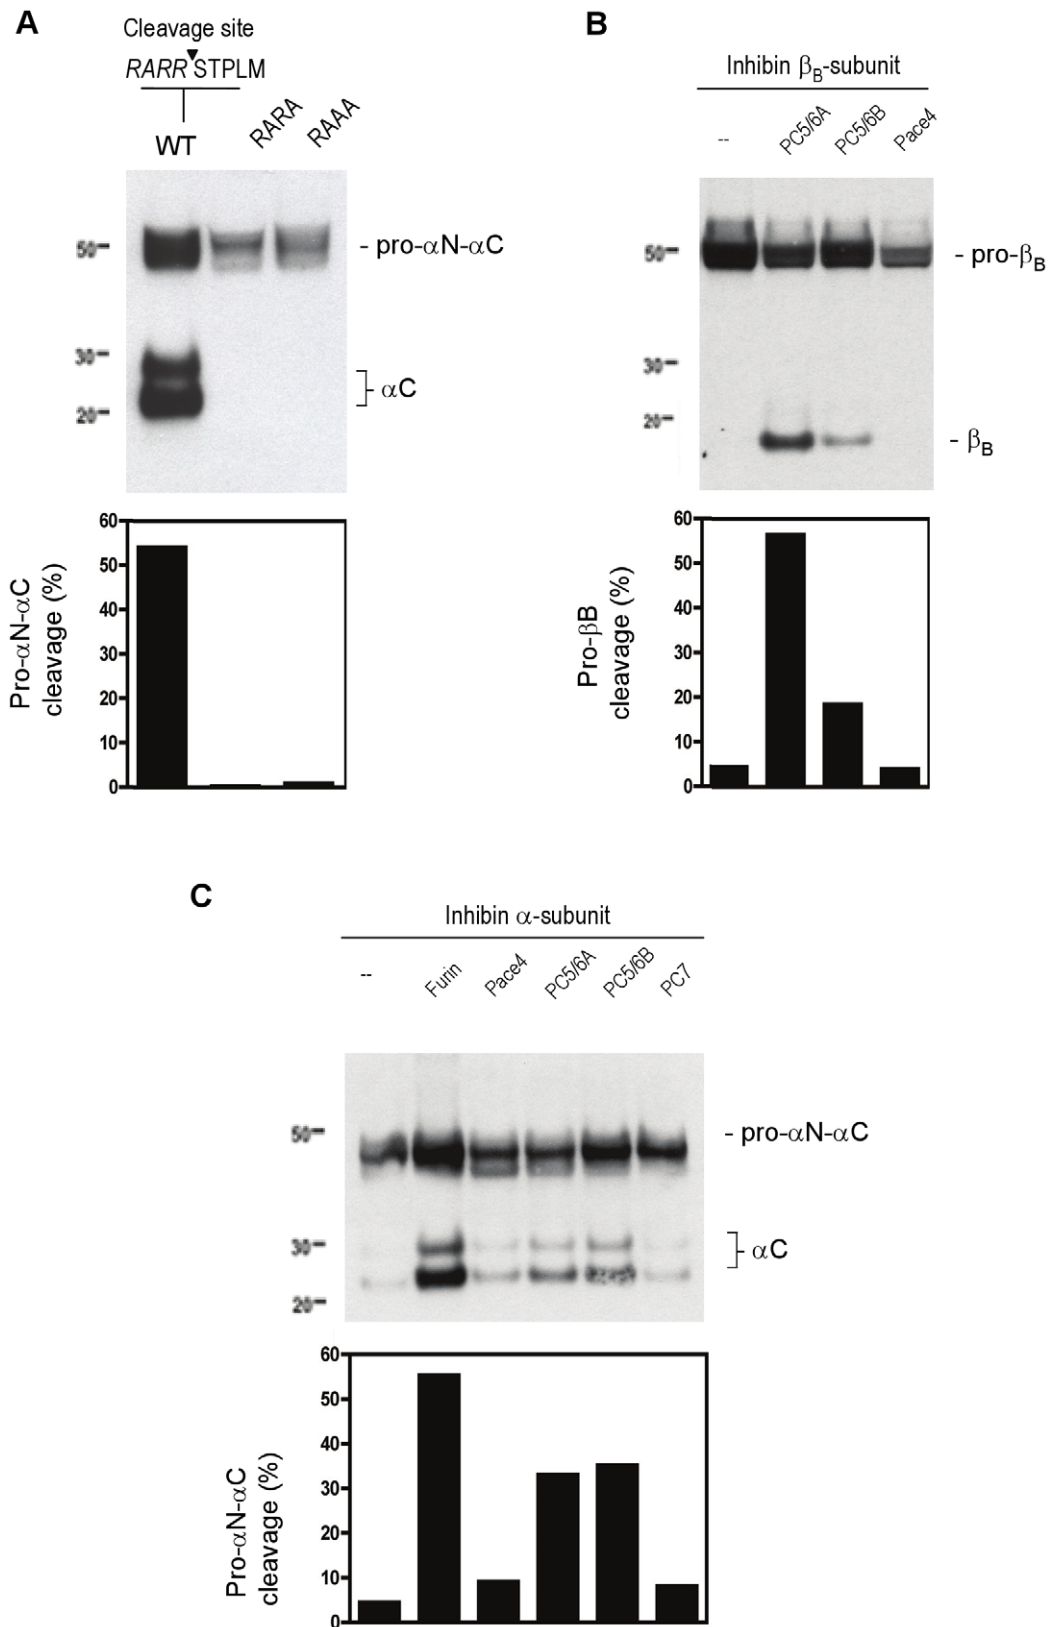 A
Cleavage site
RARR STPLM
WT
RARA
RAAA
50
- pro-αN-αC
30
αC
20
60
50
40
30
20
10
0
Pro-αN-αC
cleavage (%)
B
Inhibin βB-subunit
--
PC5/6A
PC5/6B
Pace4
50
- pro-βB
30
20
- βB
60
50
40
30
20
10
0
Pro-βB
cleavage (%)
C
Inhibin α-subunit
--
Furin
Pace4
PC5/6A
PC5/6B
PC7
50
- pro-αN-αC
30
αC
20
60
50
40
30
20
10
0
Pro-αN-αC
cleavage (%)